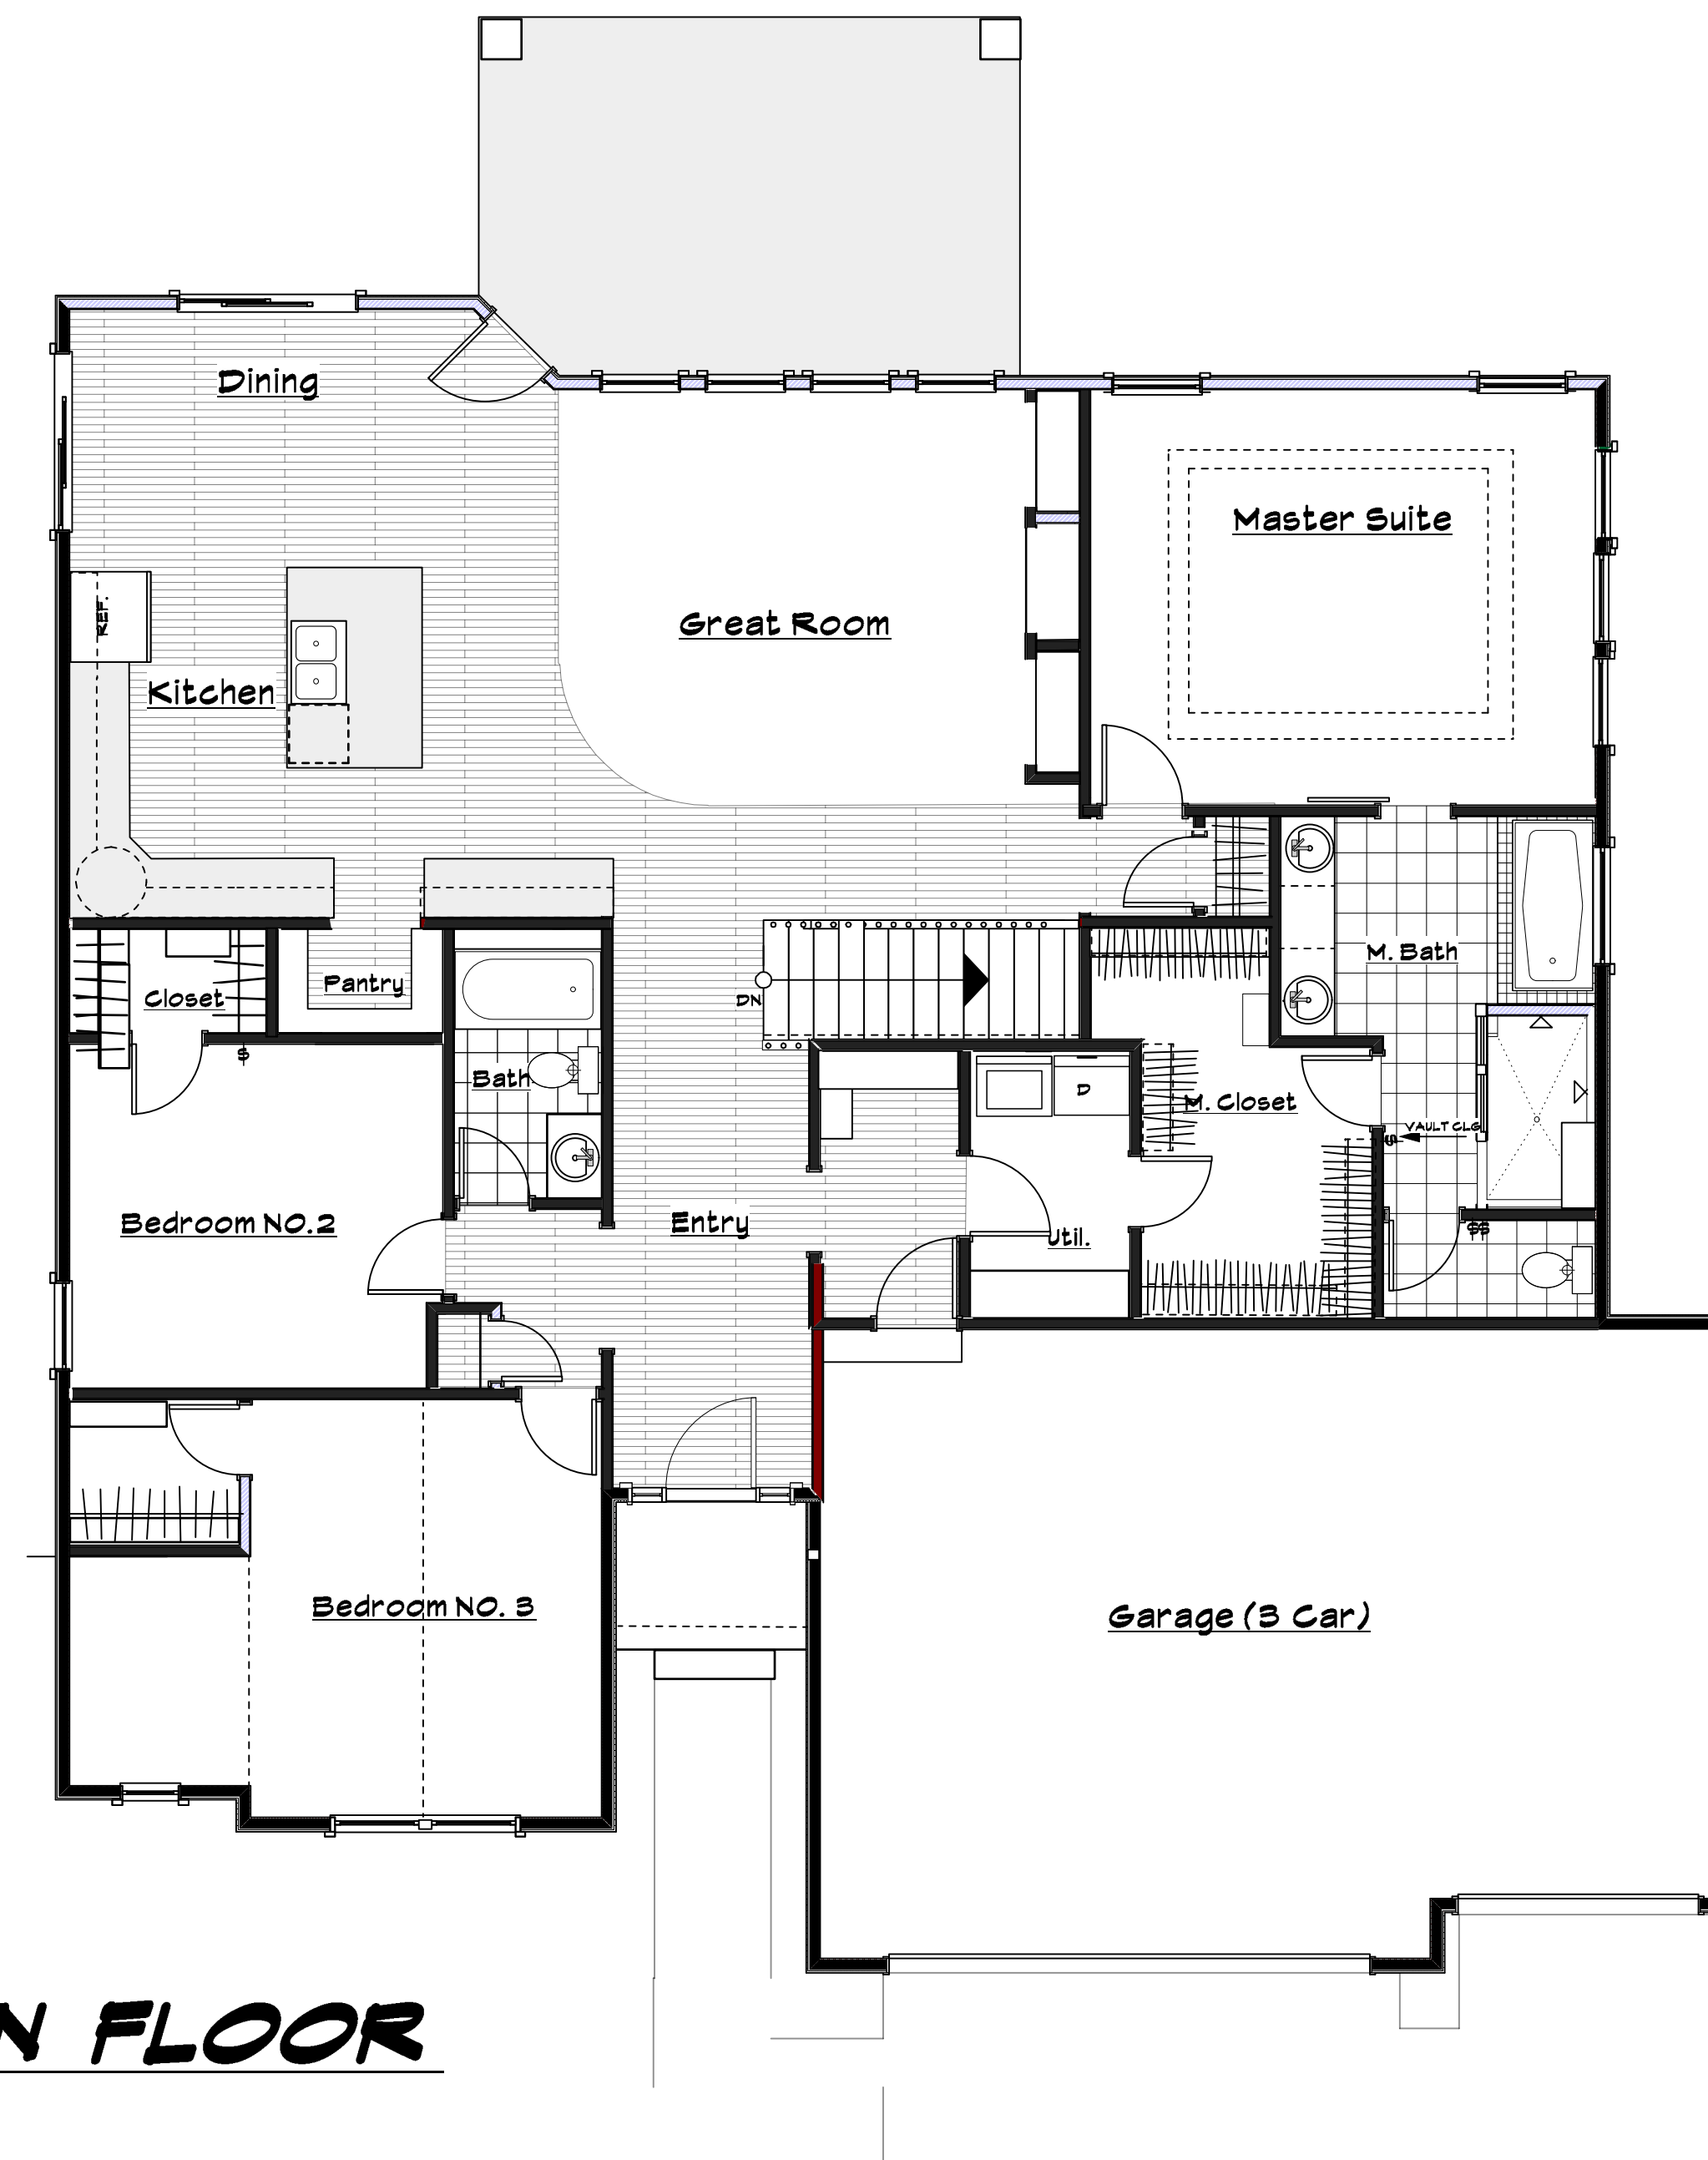 Dining
Master Suite
REF.
Great Room
Kitchen
M. Bath
Pantry
Closet
DN
$
Bath
D
M. Closet
VAULT CLG
$
Bedroom NO.2
Entry
Util.
$$
Bedroom NO. 3
Garage (3 Car)
N FLOOR